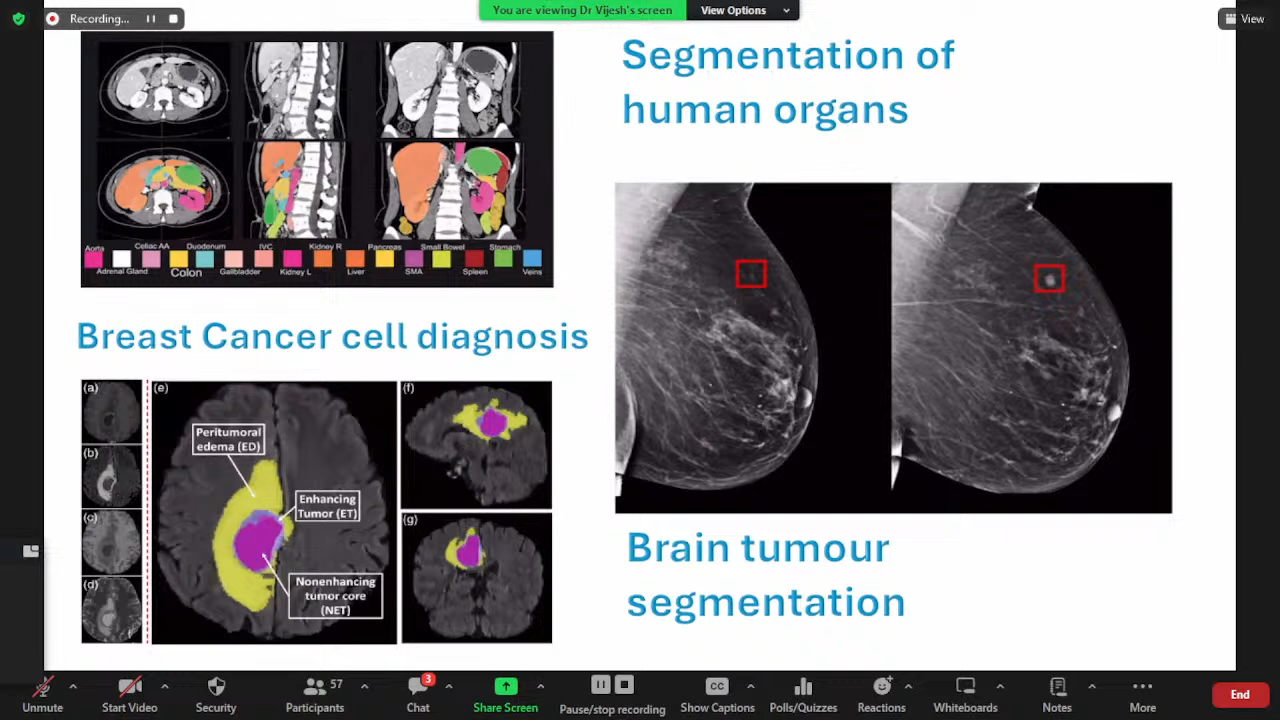 Recording...
You are viewing Dr Vijesh's screen
View Options
View
Segmentation of
human organs
Aorta
Celiac AA
Duodenum
IVC
Kidney R
Pancreas
Small Bowel
Stomach
Adrenal Gland
Colon
Gallbladder
Kidney L
Liver
SMA
Spleen
Veins
Breast Cancer cell diagnosis
(a)
(b)
(c)
(d)
(e)
Peritumoral
edema (ED)
Enhancing
Tumor (ET)
Nonenhancing
tumor core
(NET)
(f)
(g)
Brain tumour
segmentation
Unmute
Start Video
Security
57
Participants
3
Chat
Share Screen
Pause/stop recording
CC
Show Captions
Polls/Quizzes
Reactions
Whiteboards
Notes
More
End